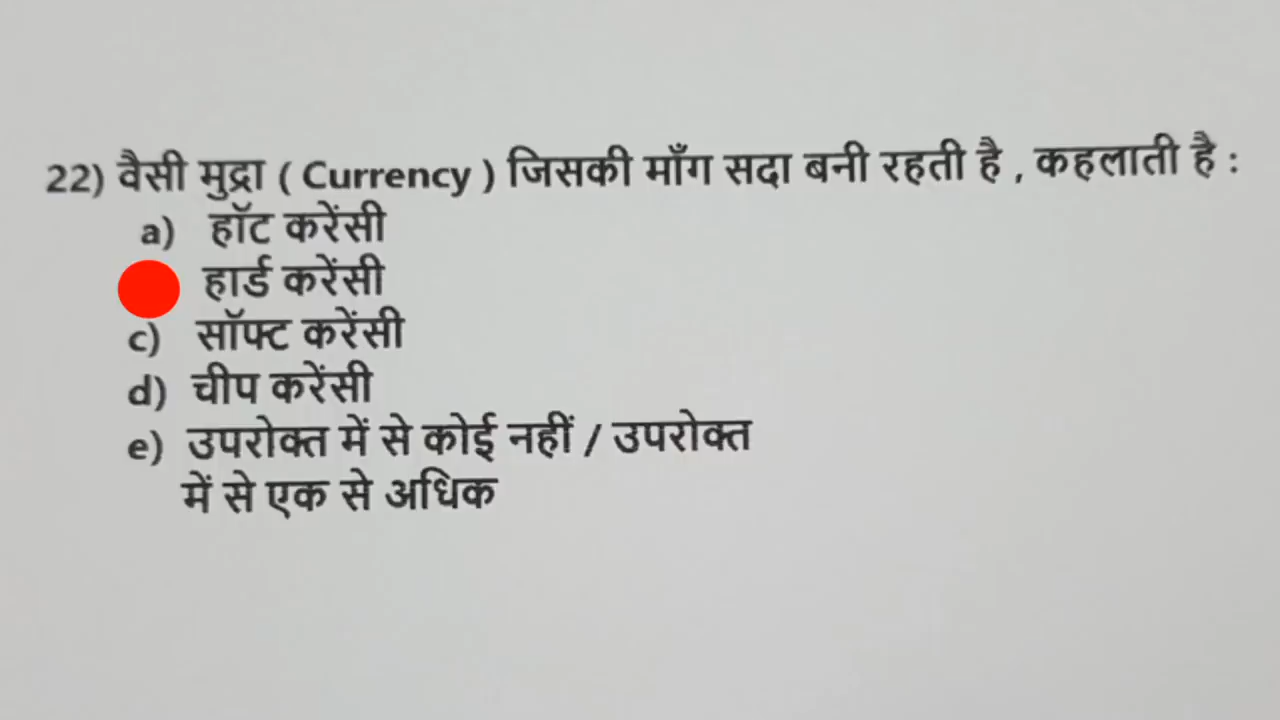 22) वैसी मुद्रा ( Currency ) जिसकी माँग सदा बनी रहती है , कहलाती है :
a) हॉट करेंसी
हार्ड करेंसी
c) सॉफ्ट करेंसी
d) चीप करेंसी
e) उपरोक्त में से कोई नहीं / उपरोक्त
में से एक से अधिक